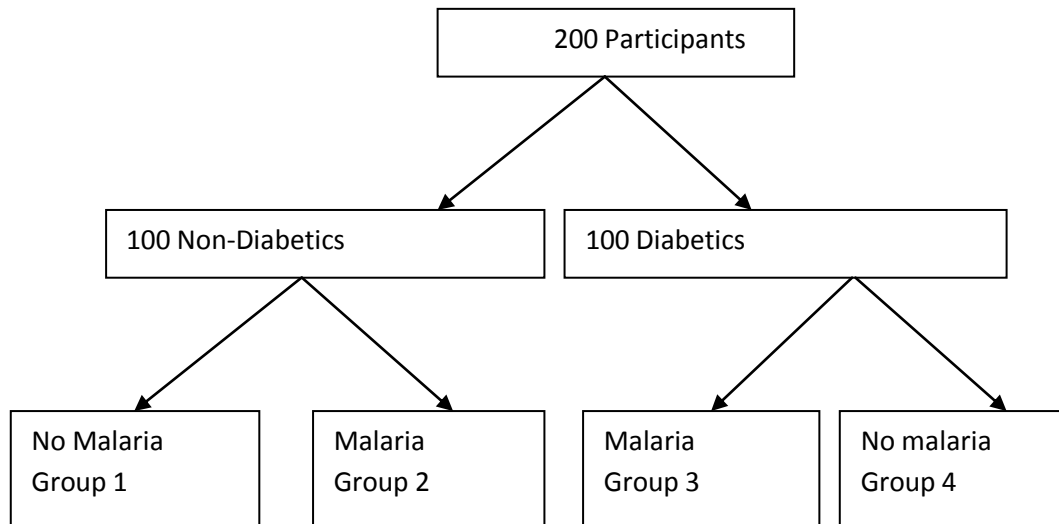 200 Participants
100 Non-Diabetics
100 Diabetics
No Malaria
Group 1
Malaria
Group 2
Malaria
Group 3
No malaria
Group 4